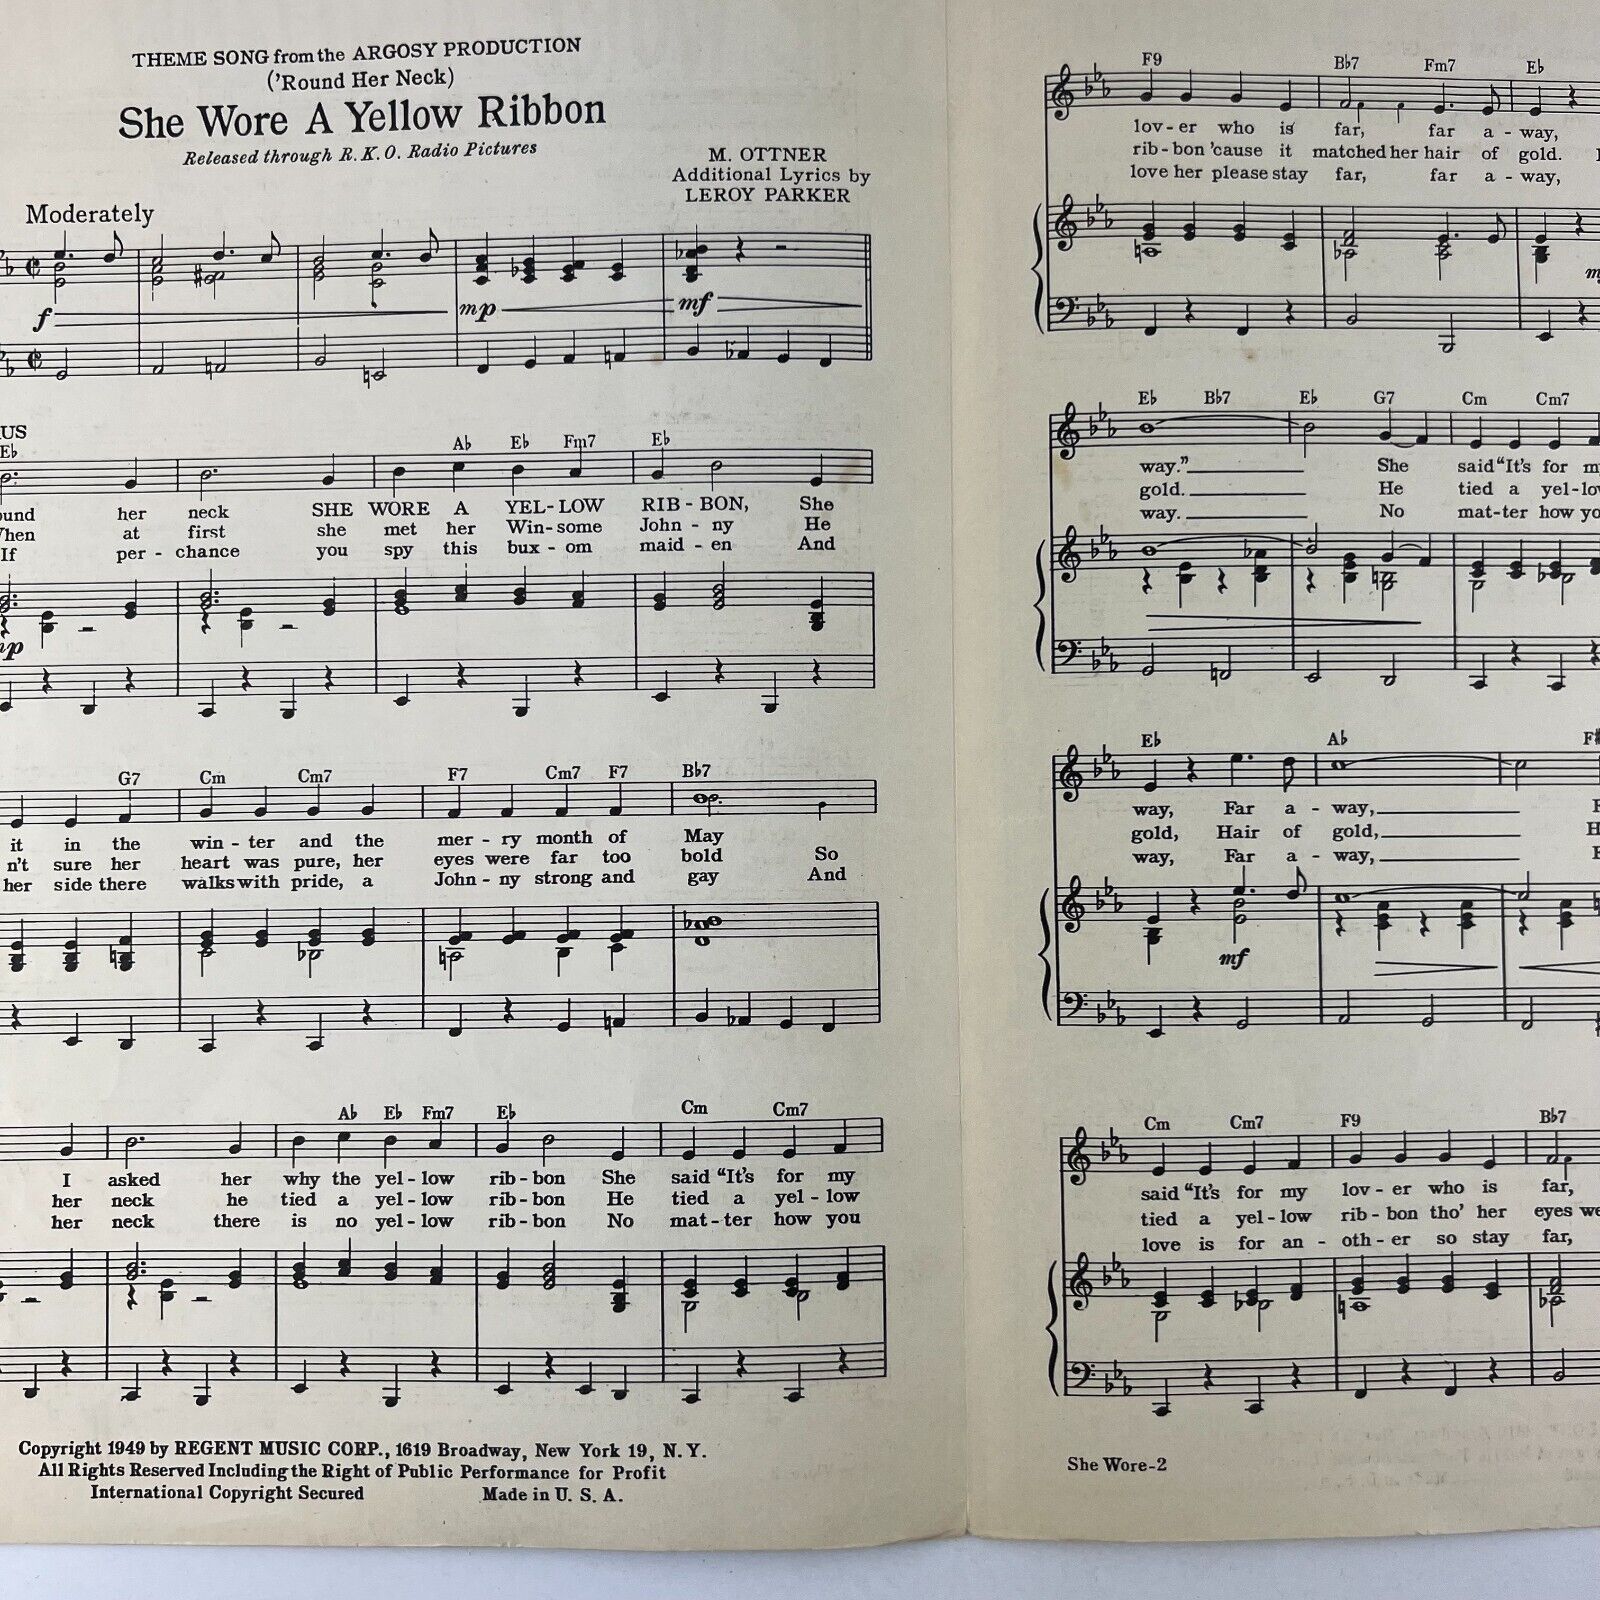 THEME SONG from the ARGOSY PRODUCTION
('Round Her Neck)
She Wore A Yellow Ribbon
Released through R.K.O. Radio Pictures
M. OTTNER
Additional Lyrics by
LEROY PARKER
Moderately
f mp mf
US
Eb Ab Eb Fm7 Eb
ound her neck SHE WORE A YEL-LOW RIB-BON, She
When at first she met her Win-some John-ny He
If per-chance you spy this bux-om maid-en And
mp
G7 Cm Cm7 F7 Cm7 F7 Bb7
it in the win-ter and the mer-ry month of May
n't sure her heart was pure, her eyes were far too bold So
her side there walks with pride, a John-ny strong and gay And
Ab Eb Fm7 Eb Cm Cm7
I asked her why the yel-low rib-bon She said "It's for my
her neck he tied a yel-low rib-bon He tied a yel-low
her neck there is no yel-low rib-bon No mat-ter how you
Copyright 1949 by REGENT MUSIC CORP., 1619 Broadway, New York 19, N.Y.
All Rights Reserved Including the Right of Public Performance for Profit
International Copyright Secured Made in U.S.A.
F9 Bb7 Fm7 Eb
lov-er who is far, far a-way,
rib-bon 'cause it matched her hair of gold.
love her please stay far, far a-way,
Eb Bb7 Eb G7 Cm Cm7
way." She said "It's for m
gold. He tied a yel-lo
way. No mat-ter how yo
Eb Ab F#
way, Far a-way,
gold, Hair of gold,
way, Far a-way,
mf
Cm Cm7 F9 Bb7
said "It's for my lov-er who is far,
tied a yel-low rib-bon tho' her eyes we
love is for an-oth-er so stay far,
She Wore-2